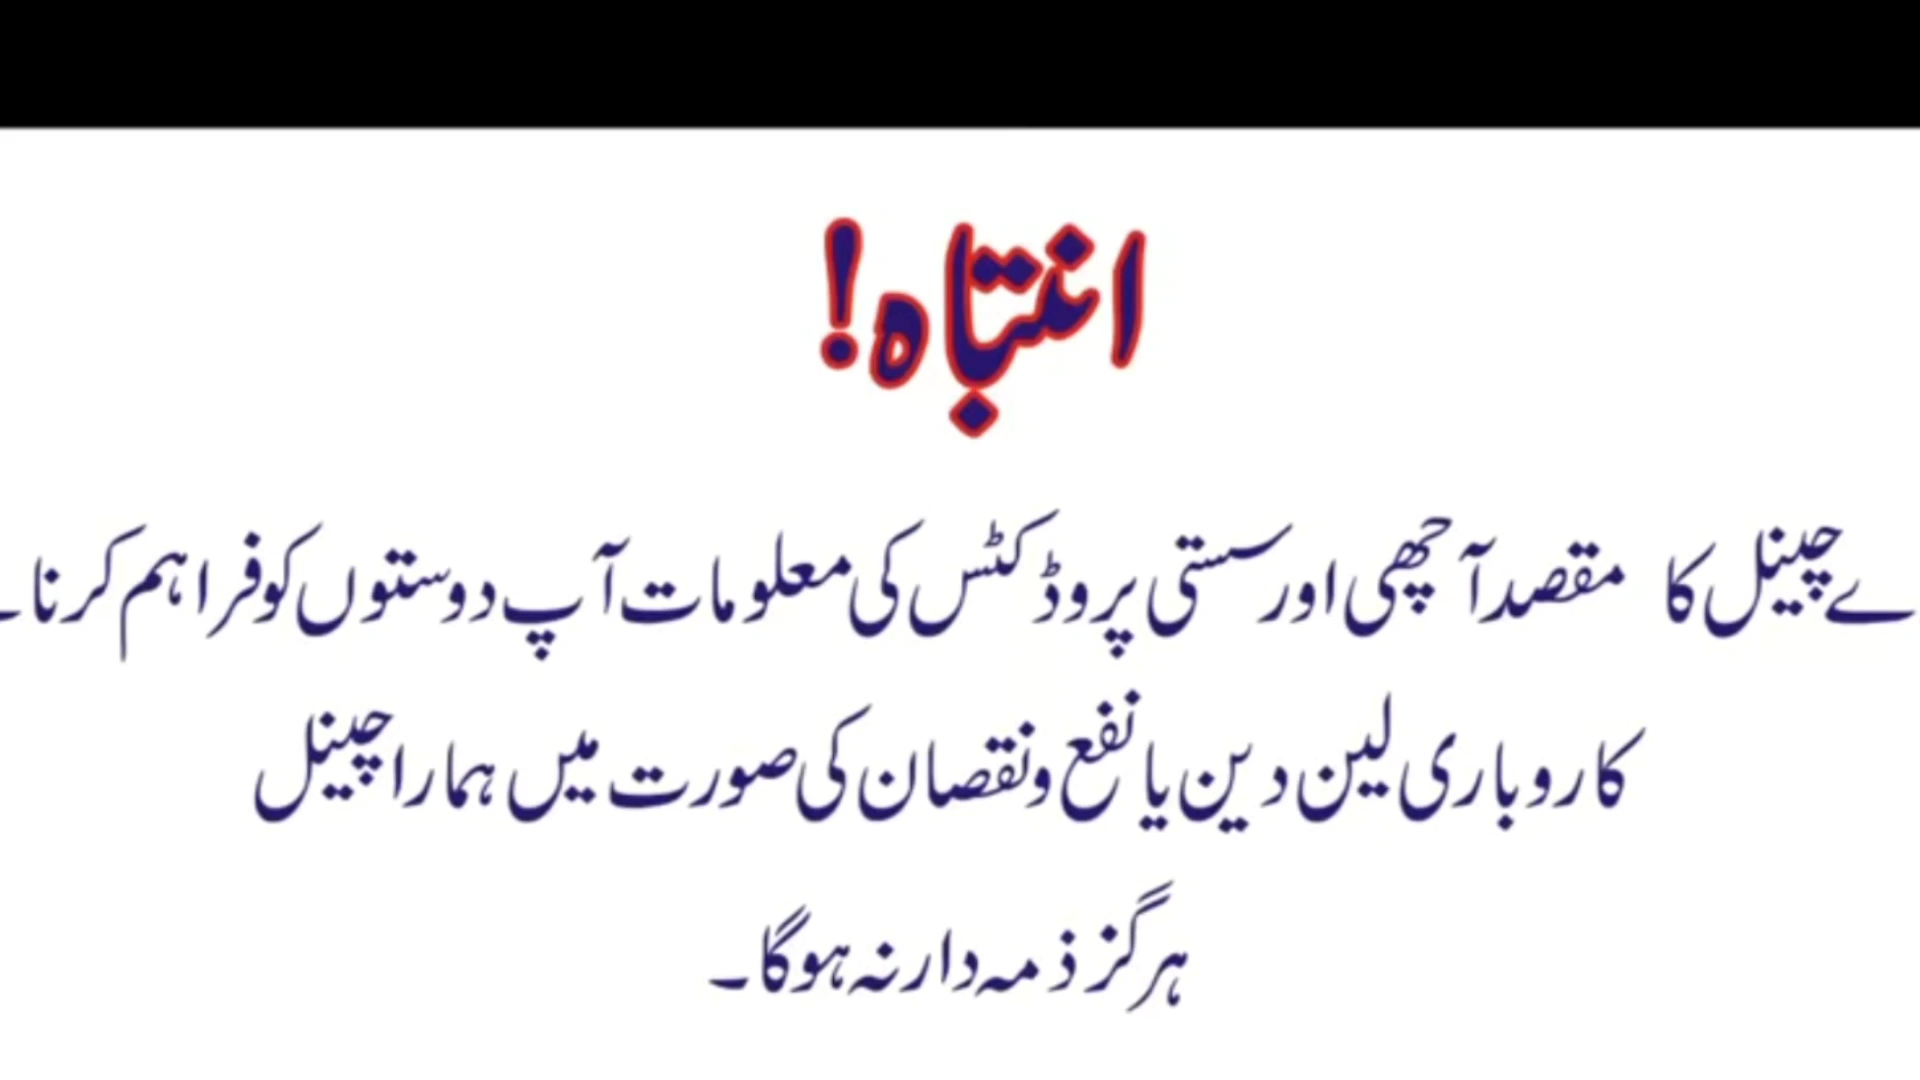 انتباہ!
چینل کا مقصد آچھی اور سستی پروڈکٹس کی معلومات آپ دوستوں کو فراہم کرنا
کاروباری لین دین یا نفع ونقصان کی صورت میں ہمارا چینل
ہرگز ذمہ دار نہ ہوگا۔